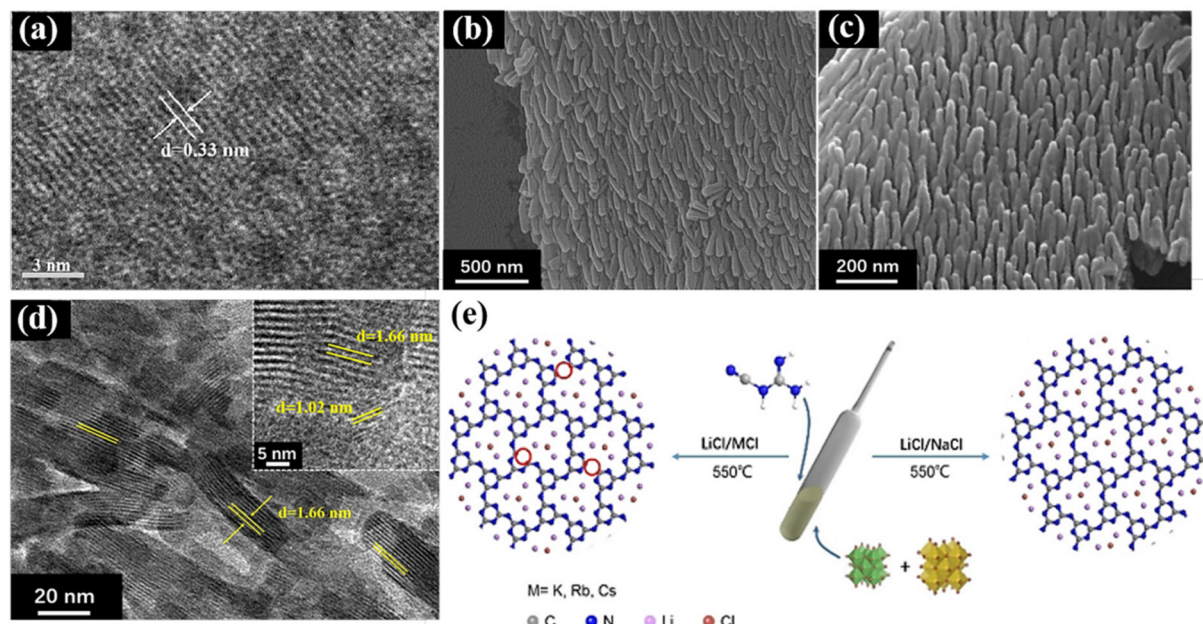 (a)
d=0.33 nm
3 nm
(b)
500 nm
(c)
200 nm
(d)
d=1.66 nm
d=1.02 nm
5 nm
d=1.66 nm
20 nm
(e)
LiCl/MCl
550℃
LiCl/NaCl
550℃
+
M= K, Rb, Cs
C N Li Cl